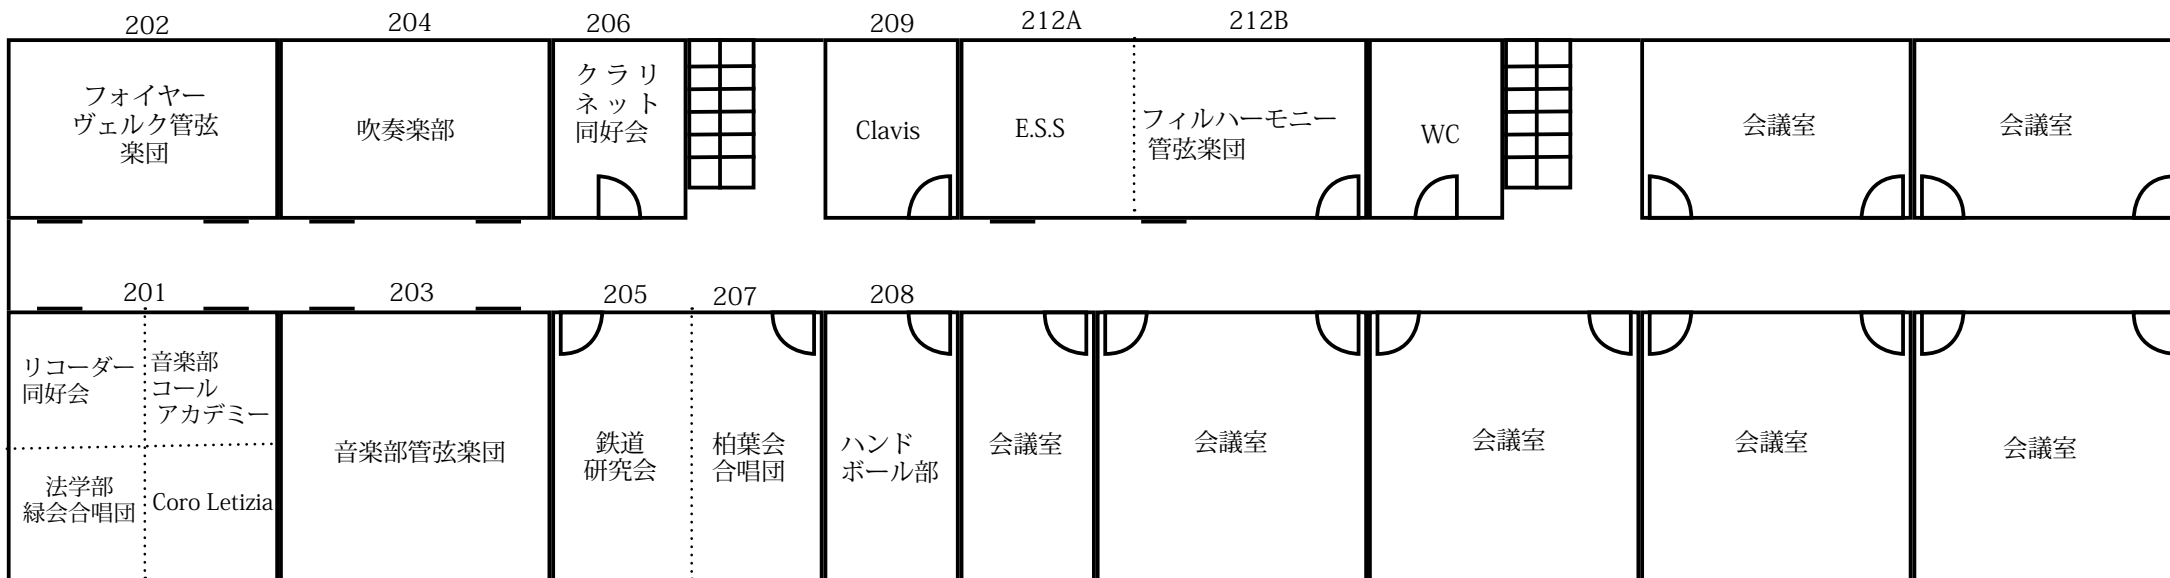 202
204
206
209
212A
212B
フォイヤー
ヴェルク管弦
楽団
吹奏楽部
クラリ
ネット
同好会
Clavis
E.S.S
フィルハーモニー
管弦楽団
WC
会議室
会議室
201
203
205
207
208
リコーダー
同好会
音楽部
コール
アカデミー
法学部
緑会合唱団
Coro Letizia
音楽部管弦楽団
鉄道
研究会
柏葉会
合唱団
ハンド
ボール部
会議室
会議室
会議室
会議室
会議室